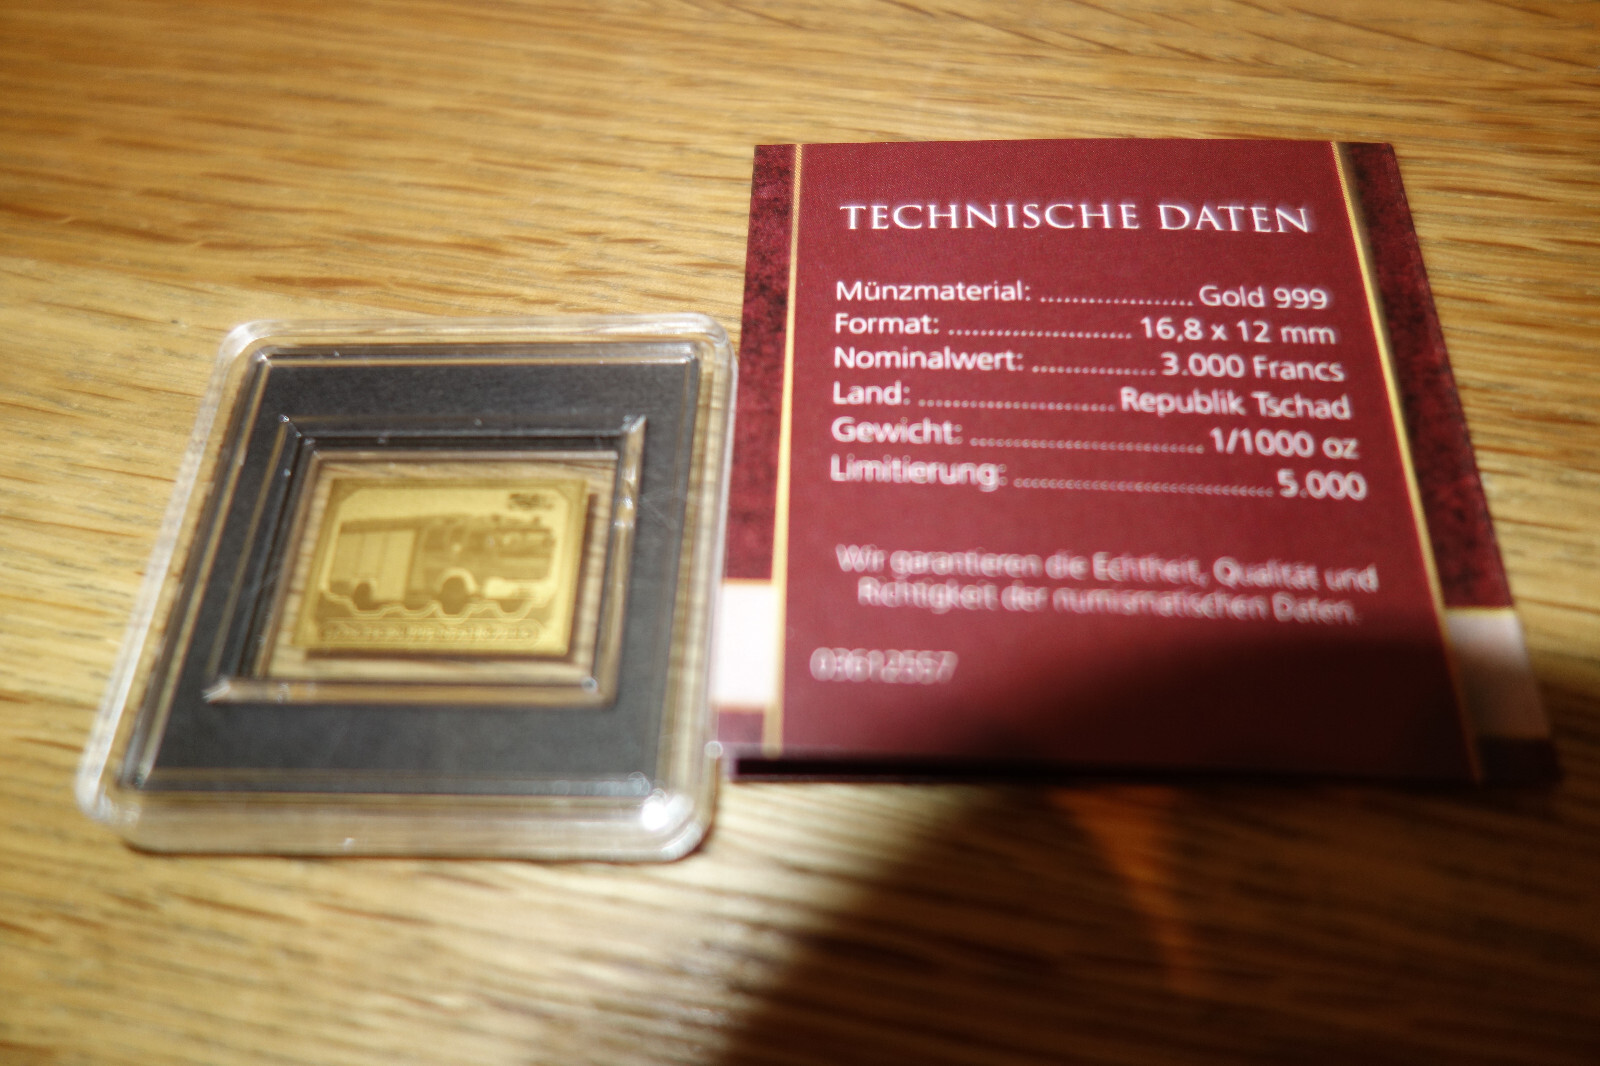 TECHNISCHE DATEN
Münzmaterial: ................... Gold 999
Format: ....................... 16,8 x 12 mm
Nominalwert: ............... 3.000 Francs
Land: ........................ Republik Tschad
Gewicht: ............................. 1/1000 oz
Limitierung: ................................ 5.000
Wir garantieren die Echtheit, Qualität und
Richtigkeit der numismatischen Daten.